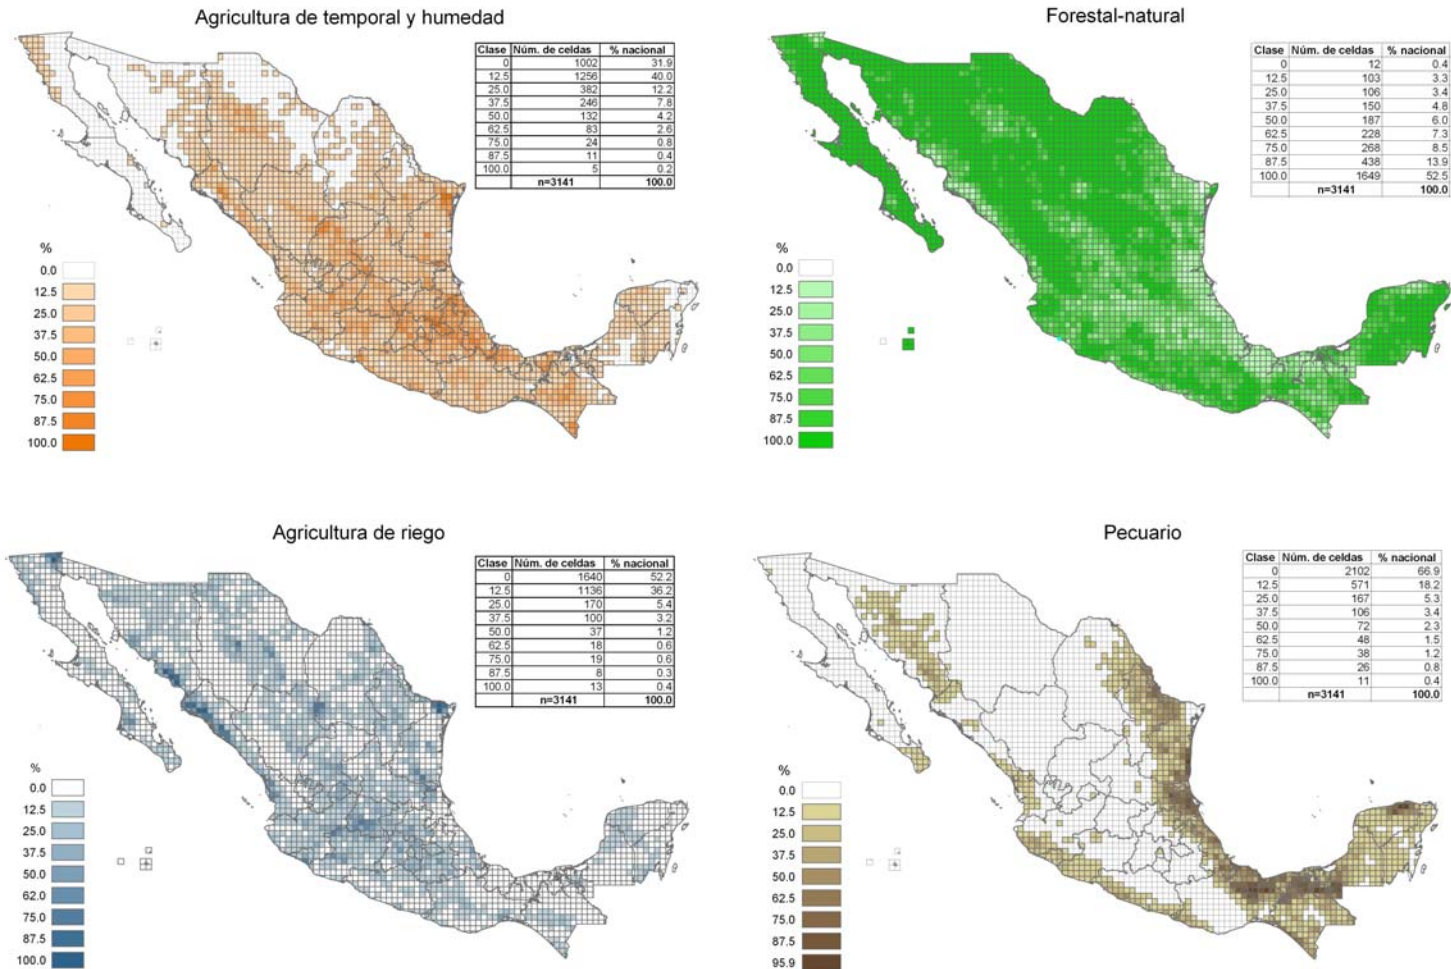 Agricultura de temporal y humedad
Clase Núm. de celdas % nacional
0 1002 31.9
12.5 1256 40.0
25.0 382 12.2
37.5 246 7.8
50.0 132 4.2
62.5 83 2.6
75.0 24 0.8
87.5 11 0.4
100.0 5 0.2
n=3141 100.0
%
0.0
12.5
25.0
37.5
50.0
62.5
75.0
87.5
100.0
Forestal-natural
Clase Núm. de celdas % nacional
0 12 0.4
12.5 103 3.3
25.0 106 3.4
37.5 150 4.8
50.0 187 6.0
62.5 228 7.3
75.0 268 8.5
87.5 438 13.9
100.0 1649 52.5
n=3141 100.0
%
0.0
12.5
25.0
37.5
50.0
62.5
75.0
87.5
100.0
Agricultura de riego
Clase Núm. de celdas % nacional
0 1640 52.2
12.5 1136 36.2
25.0 170 5.4
37.5 100 3.2
50.0 37 1.2
62.5 18 0.6
75.0 19 0.6
87.5 8 0.3
100.0 13 0.4
n=3141 100.0
%
0.0
12.5
25.0
37.5
50.0
62.0
75.0
87.5
100.0
Pecuario
Clase Núm. de celdas % nacional
0 2102 66.9
12.5 571 18.2
25.0 167 5.3
37.5 106 3.4
50.0 72 2.3
62.5 48 1.5
75.0 38 1.2
87.5 26 0.8
100.0 11 0.4
n=3141 100.0
%
0.0
12.5
25.0
37.5
50.0
62.5
75.0
87.5
95.9